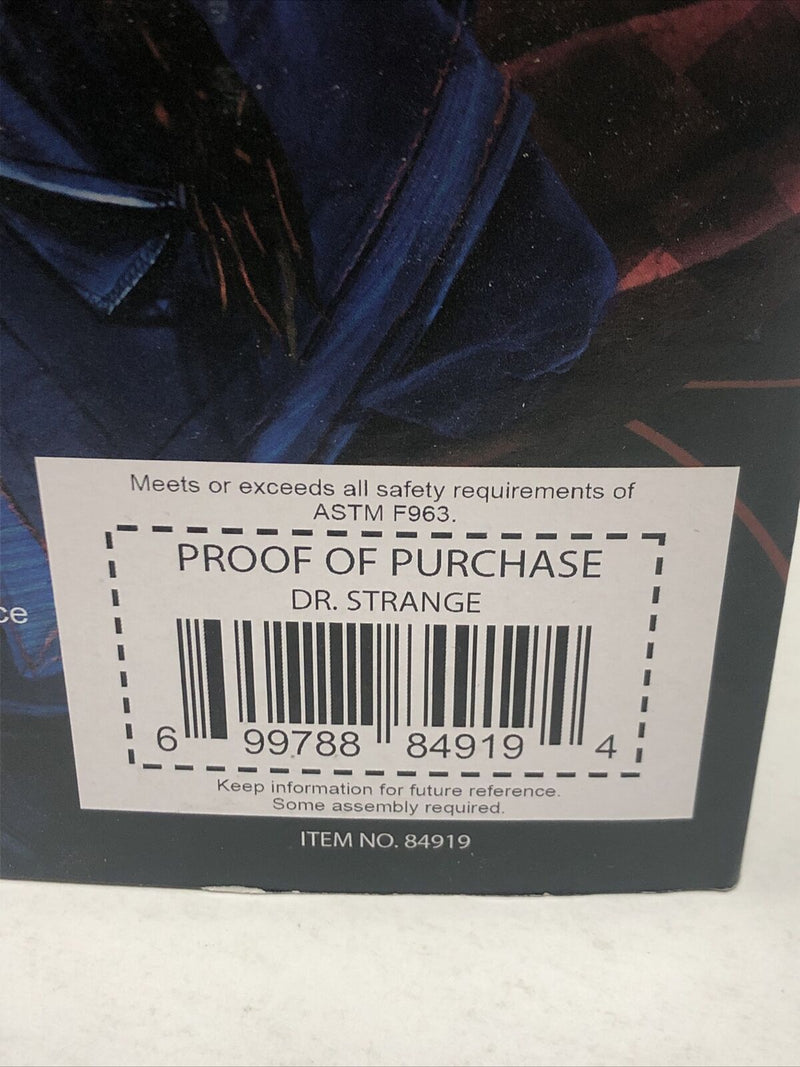 Meets or exceeds all safety requirements of
ASTM F963.
PROOF OF PURCHASE
DR. STRANGE
6 99788 84919 4
Keep information for future reference.
Some assembly required.
ITEM NO. 84919